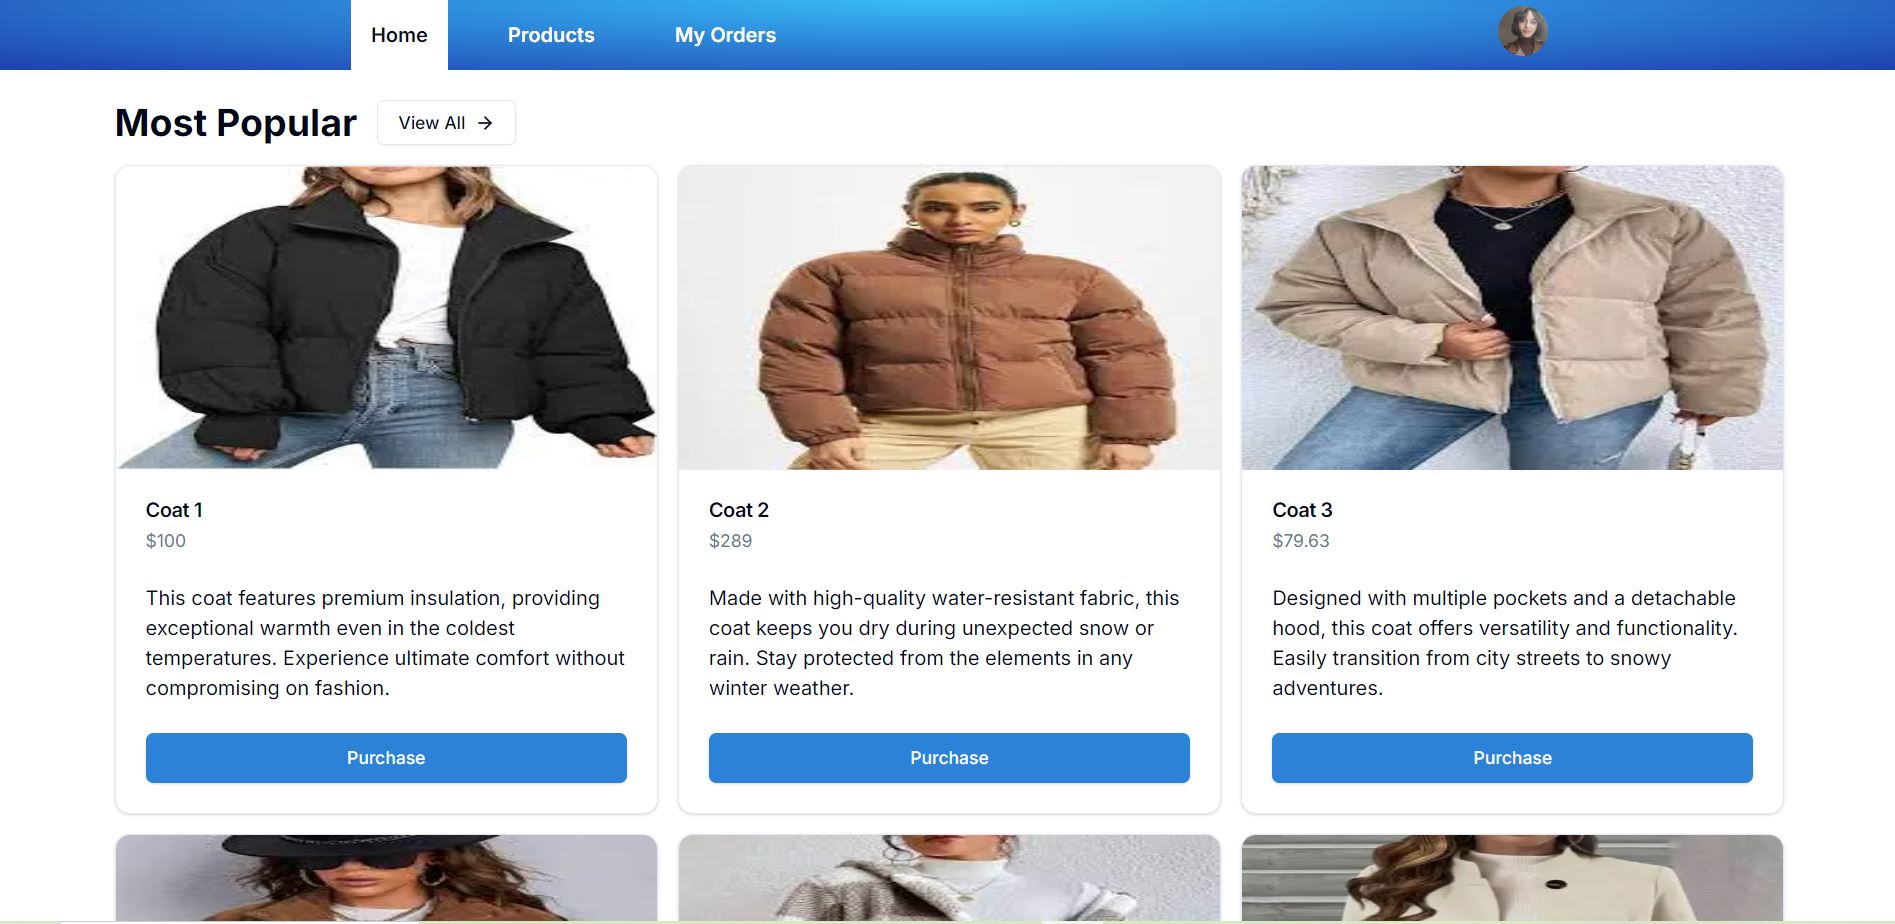 Home
Products
My Orders
Most Popular
View All →
Coat 1
$100
This coat features premium insulation, providing
exceptional warmth even in the coldest
temperatures. Experience ultimate comfort without
compromising on fashion.
Purchase
Coat 2
$289
Made with high-quality water-resistant fabric, this
coat keeps you dry during unexpected snow or
rain. Stay protected from the elements in any
winter weather.
Purchase
Coat 3
$79.63
Designed with multiple pockets and a detachable
hood, this coat offers versatility and functionality.
Easily transition from city streets to snowy
adventures.
Purchase